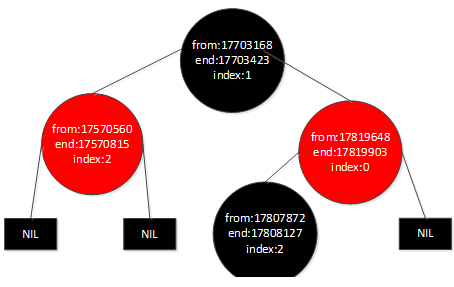 from:17703168
end:17703423
index:1
from:17570560
end:17570815
index:2
from:17819648
end:17819903
index:0
from:17807872
end:17808127
index:2
NIL
NIL
NIL